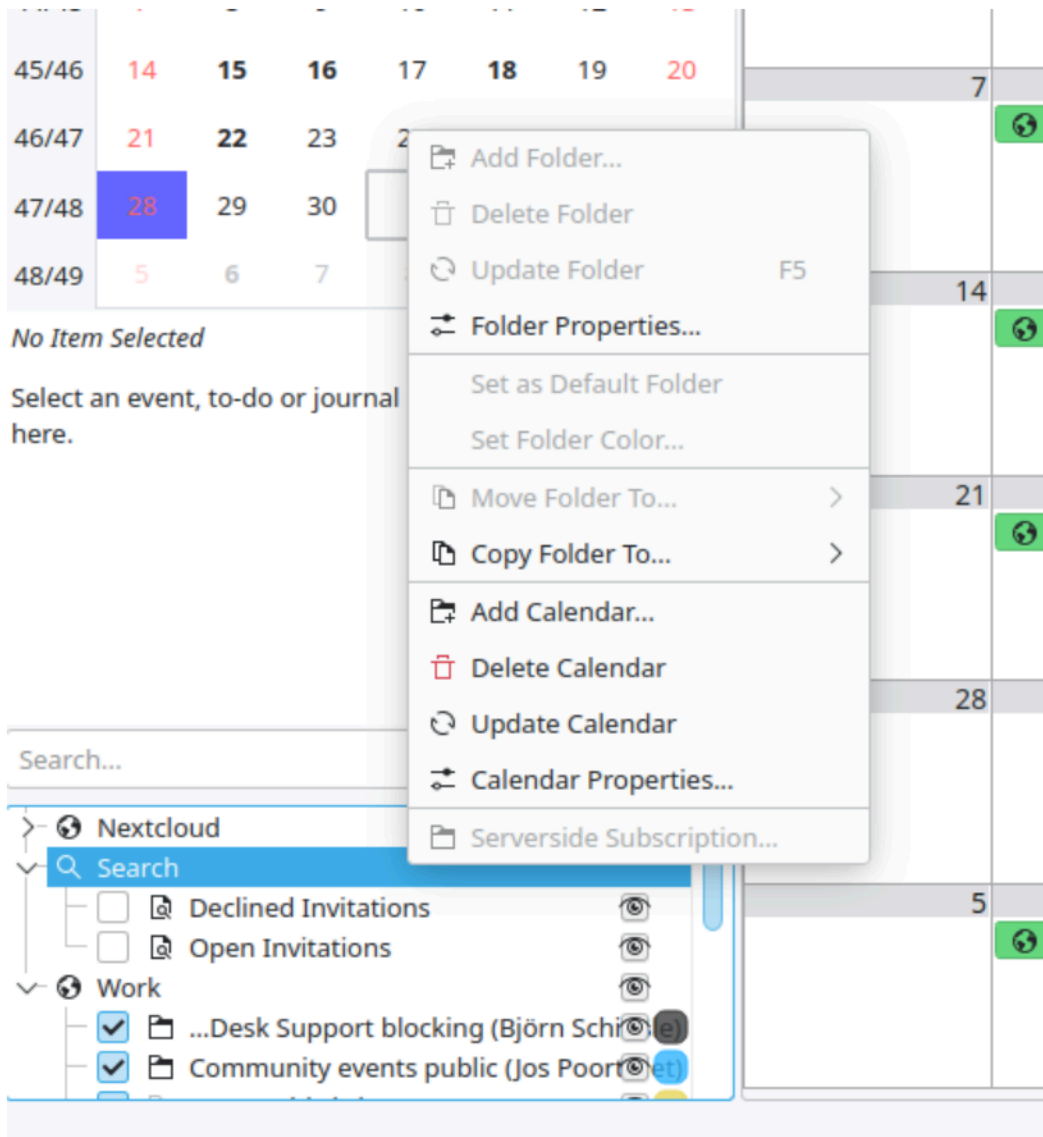 45/46 14 15 16 17 18 19 20
7
46/47 21 22 23
47/48 28 29 30
48/49 5 6 7
Add Folder...
Delete Folder
Update Folder F5
14
Folder Properties...
No Item Selected
Set as Default Folder
Select an event, to-do or journal
here.
Set Folder Color...
21
Move Folder To...
Copy Folder To...
Add Calendar...
Delete Calendar
28
Update Calendar
Search...
Calendar Properties...
Nextcloud
Serverside Subscription...
Search
Declined Invitations
5
Open Invitations
Work
...Desk Support blocking (Björn
Community events public (Jos